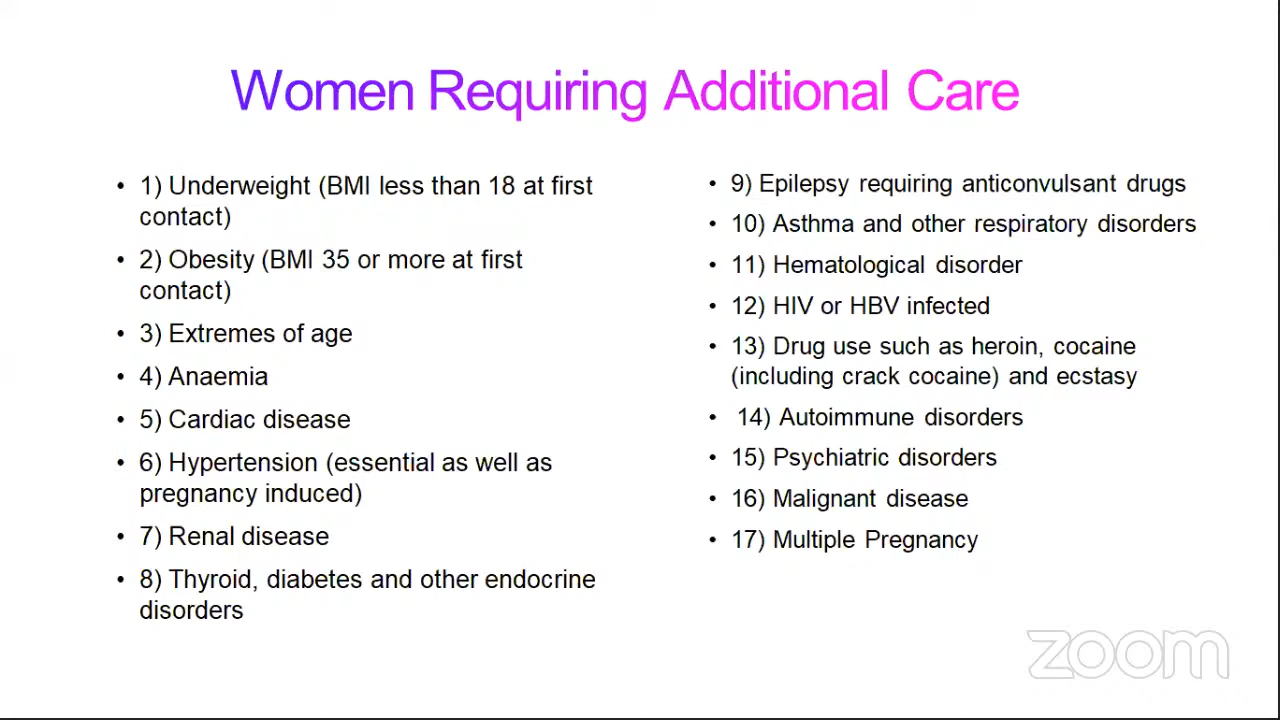 Women Requiring Additional Care
• 1) Underweight (BMI less than 18 at first
contact)
• 2) Obesity (BMI 35 or more at first
contact)
• 3) Extremes of age
• 4) Anaemia
• 5) Cardiac disease
• 6) Hypertension (essential as well as
pregnancy induced)
• 7) Renal disease
• 8) Thyroid, diabetes and other endocrine
disorders
• 9) Epilepsy requiring anticonvulsant drugs
• 10) Asthma and other respiratory disorders
• 11) Hematological disorder
• 12) HIV or HBV infected
• 13) Drug use such as heroin, cocaine
(including crack cocaine) and ecstasy
• 14) Autoimmune disorders
• 15) Psychiatric disorders
• 16) Malignant disease
• 17) Multiple Pregnancy
zoom